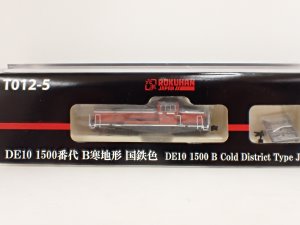 T012-5
ROKUHAN
JAPAN
DE10 1500番代 B寒地形 国鉄色 DE10 1500 B Cold District Type J